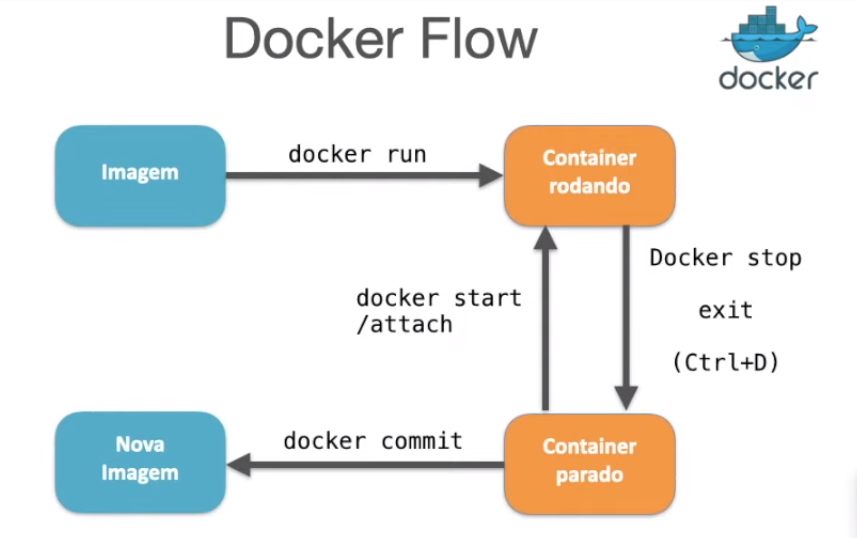 Docker Flow
docker
Imagem
docker run
Container
rodando
Docker stop
exit
(Ctrl+D)
docker start
/attach
Nova
Imagem
docker commit
Container
parado